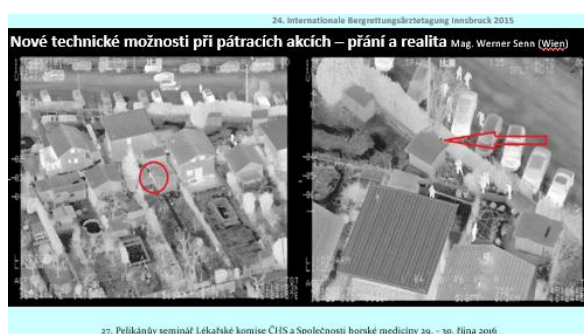 24. Internationale Bergrettungsärztetagung Innsbruck 2015
Nové technické možnosti při pátracích akcích – přání a realita Mag. Werner Senn (Wien)
27. Pelikánův seminář Lékařské komise ČHS a Společnosti horské medicíny 29. - 30. října 2016